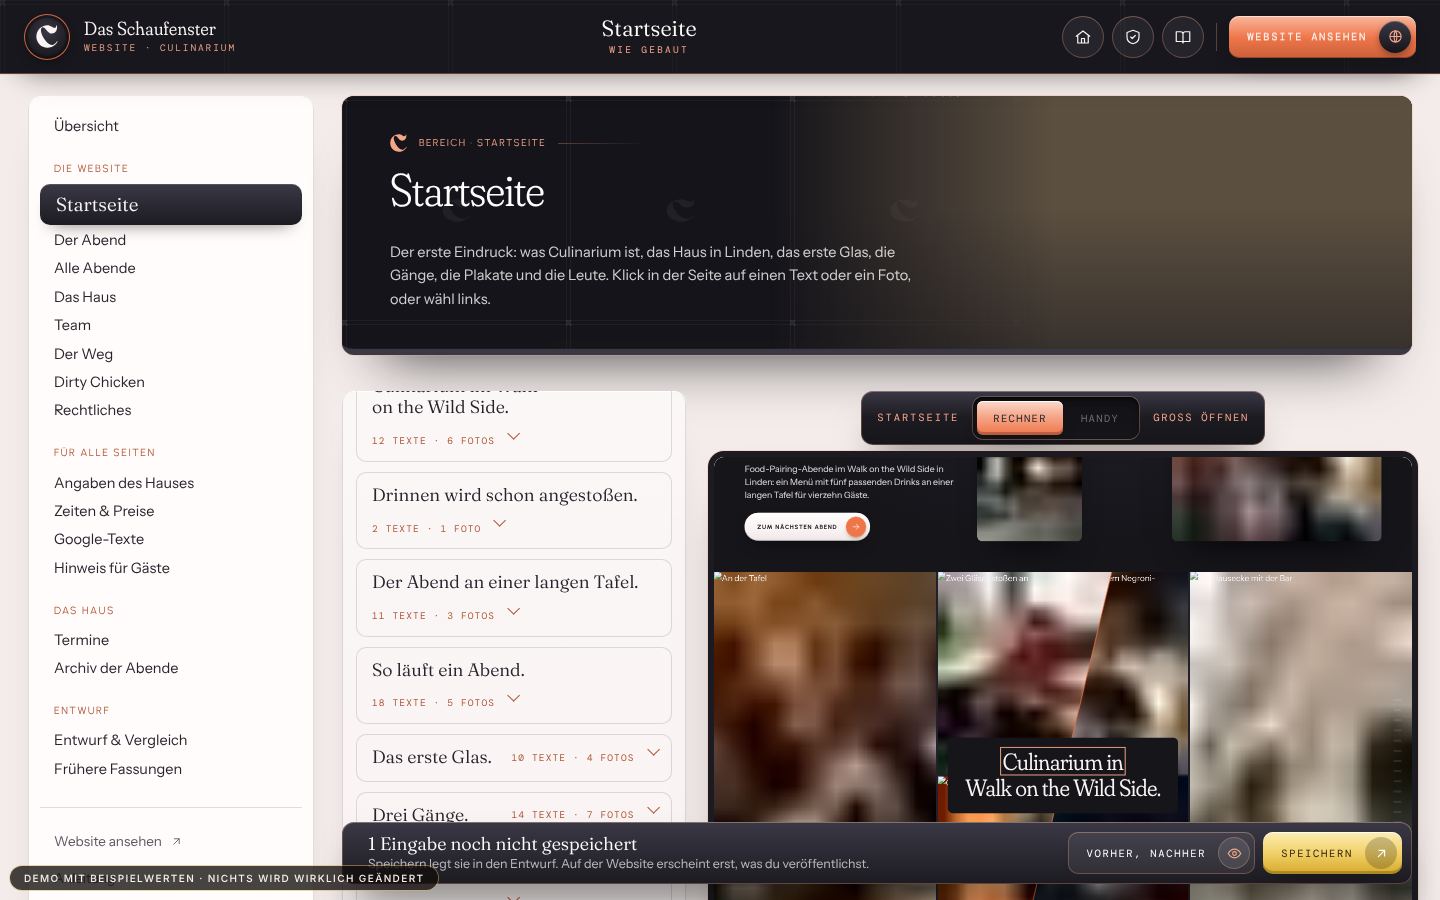 Das Schaufenster
WEBSITE · CULINARIUM
Startseite
WIE GEBAUT
WEBSITE ANSEHEN
Übersicht
DIE WEBSITE
Startseite
Der Abend
Alle Abende
Das Haus
Team
Der Weg
Dirty Chicken
Rechtliches
FÜR ALLE SEITEN
Angaben des Hauses
Zeiten & Preise
Google-Texte
Hinweis für Gäste
DAS HAUS
Termine
Archiv der Abende
ENTWURF
Entwurf & Vergleich
Frühere Fassungen
Website ansehen
DEMO MIT BEISPIELWERTEN · NICHTS WIRD WIRKLICH GEÄNDERT
BEREICH · STARTSEITE
Startseite
Der erste Eindruck: was Culinarium ist, das Haus in Linden, das erste Glas, die
Gänge, die Plakate und die Leute. Klick in der Seite auf einen Text oder ein Foto,
oder wähl links.
on the Wild Side.
12 TEXTE · 6 FOTOS
Drinnen wird schon angestoßen.
2 TEXTE · 1 FOTO
Der Abend an einer langen Tafel.
11 TEXTE · 3 FOTOS
So läuft ein Abend.
18 TEXTE · 5 FOTOS
Das erste Glas.
10 TEXTE · 4 FOTOS
Drei Gänge.
14 TEXTE · 7 FOTOS
STARTSEITE
RECHNER
HANDY
GROSS ÖFFNEN
Food-Pairing-Abende im Walk on the Wild Side in
Linden: ein Menü mit fünf passenden Drinks an einer
langen Tafel für vierzehn Gäste.
ZUM NÄCHSTEN ABEND
An der Tafel
Zwei stoßen an
Negroni-
mit der Bar
Culinarium in
Walk on the Wild Side.
1 Eingabe noch nicht gespeichert
Speichern legt sie in den Entwurf. Auf der Website erscheint erst, was du veröffentlichst.
VORHER, NACHHER
SPEICHERN